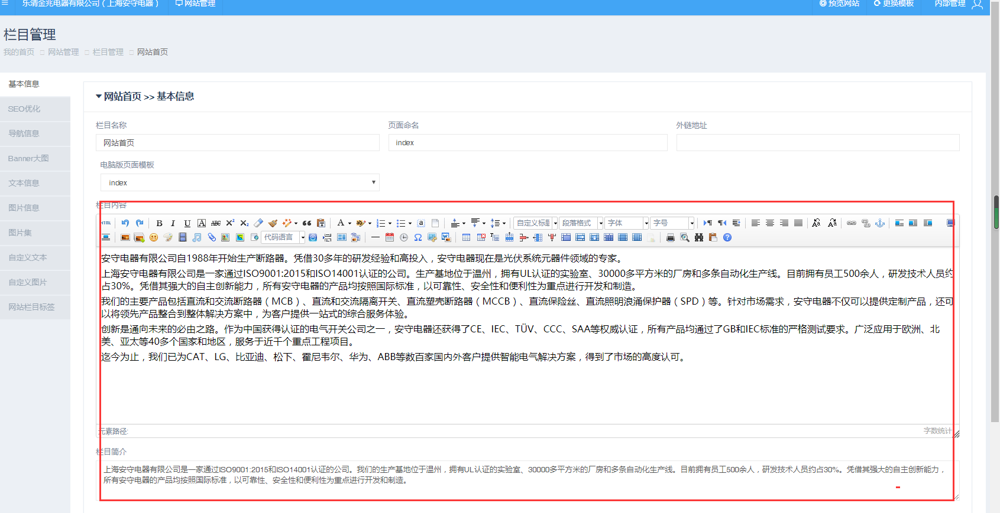 乐清金兆电器有限公司（上海安守电器） 网站管理 预览网站 更换模板 内部管理
栏目管理
我的首页 网站管理 栏目管理 网站首页
基本信息
SEO优化
导航信息
Banner大图
文本信息
图片信息
图片集
自定义文本
自定义图片
网站栏目标签
网站首页 >> 基本信息
栏目名称 页面命名 外链地址
网站首页 index
电脑版页面模板
index
栏目内容
HTML B I U A ABC X² X₂ A ab 自定义标题 段落格式 字体 字号
代码语言
安守电器有限公司自1988年开始生产断路器。凭借30多年的研发经验和高投入，安守电器现在是光伏系统元器件领域的专家。
上海安守电器有限公司是一家通过ISO9001:2015和ISO14001认证的公司。生产基地位于温州，拥有UL认证的实验室、30000多平方米的厂房和多条自动化生产线。目前拥有员工500余人，研发技术人员约
占30%。凭借其强大的自主创新能力，所有安守电器的产品均按照国际标准，以可靠性、安全性和便利性为重点进行开发和制造。
我们的主要产品包括直流和交流断路器（MCB）、直流和交流隔离开关、直流塑壳断路器（MCCB）、直流保险丝、直流照明浪涌保护器（SPD）等。针对市场需求，安守电器不仅可以提供定制产品，还可
以将领先产品整合到整体解决方案中，为客户提供一站式的综合服务体验。
创新是通向未来的必由之路。作为中国获得认证的电气开关公司之一，安守电器还获得了CE、IEC、TÜV、CCC、SAA等权威认证，所有产品均通过了GB和IEC标准的严格测试要求。广泛应用于欧洲、北
美、亚太等40多个国家和地区，服务于近千个重点工程项目。
迄今为止，我们已为CAT、LG、比亚迪、松下、霍尼韦尔、华为、ABB等数百家国内外客户提供智能电气解决方案，得到了市场的高度认可。
元素路径: 字数统计
栏目简介
上海安守电器有限公司是一家通过ISO9001:2015和ISO14001认证的公司。我们的生产基地位于温州，拥有UL认证的实验室、30000多平方米的厂房和多条自动化生产线。目前拥有员工500余人，研发技术人员约占30%。凭借其强大的自主创新能力，
所有安守电器的产品均按照国际标准，以可靠性、安全性和便利性为重点进行开发和制造。